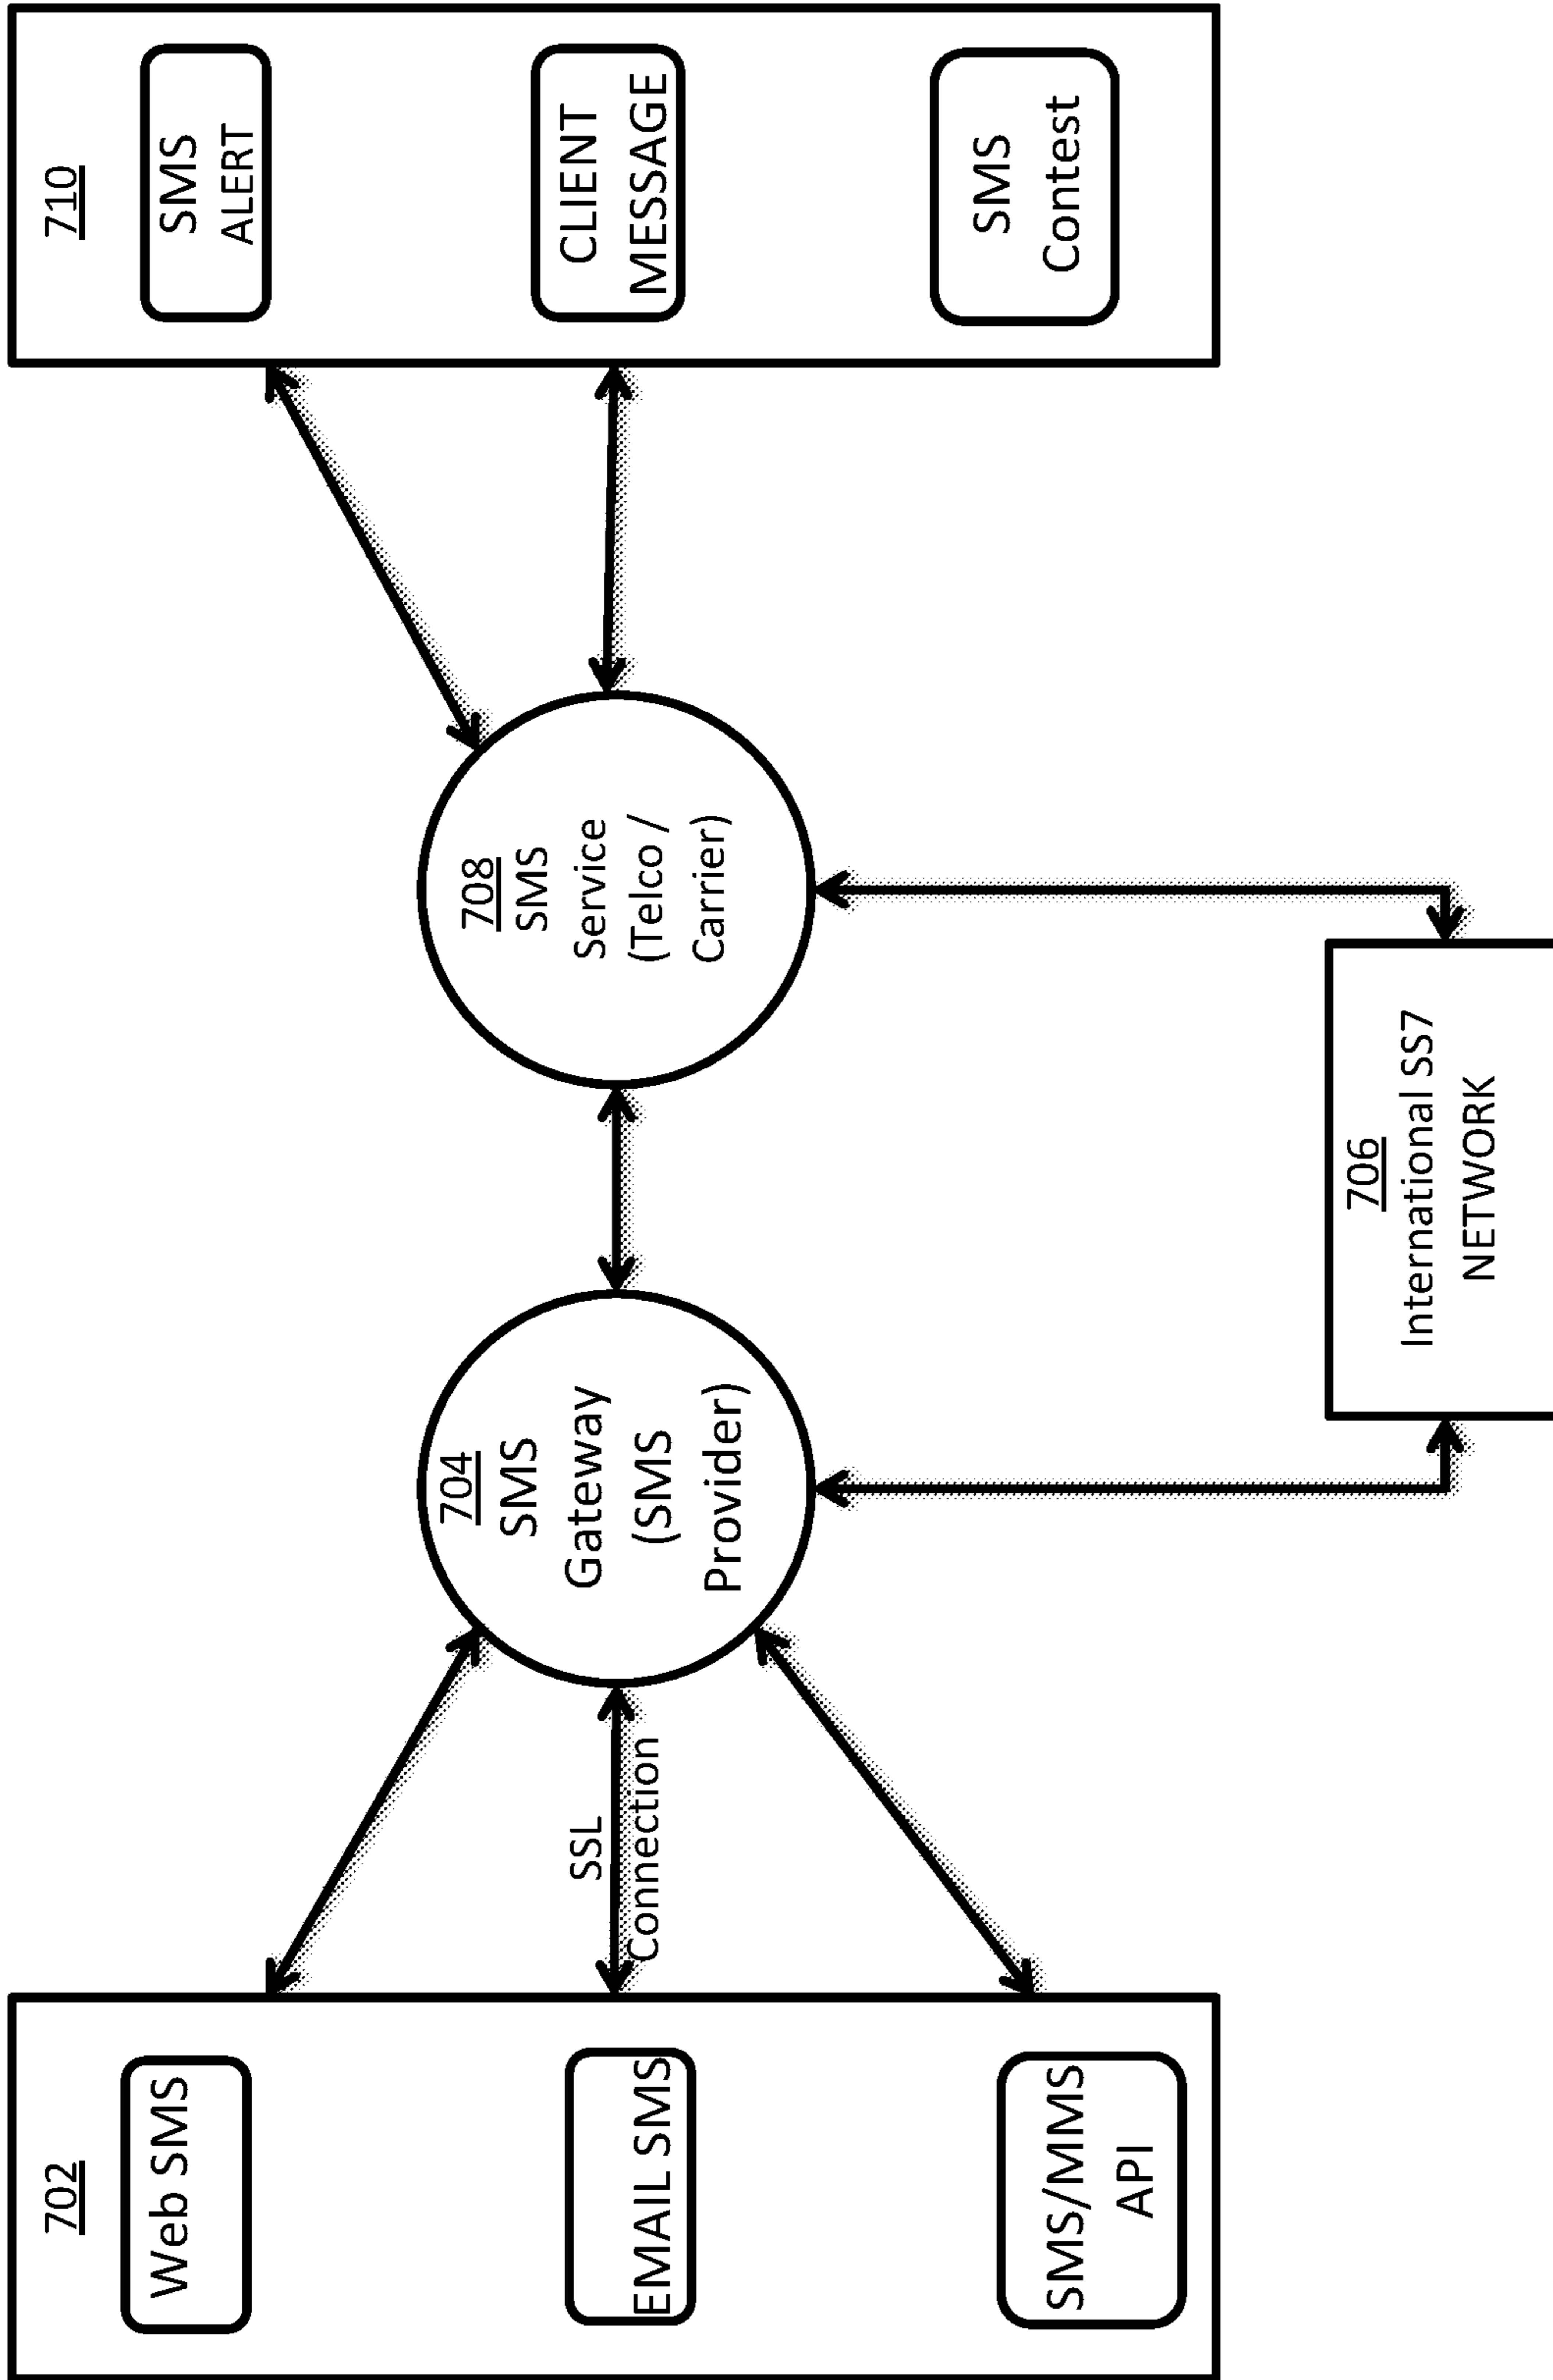 702
Web SMS
EMAIL SMS
SMS/MMS
API
SSL
Connection
704
SMS
Gateway
(SMS
Provider)
706
International SS7
NETWORK
708
SMS
Service
(Telco /
Carrier)
710
SMS
ALERT
CLIENT
MESSAGE
SMS
Contest